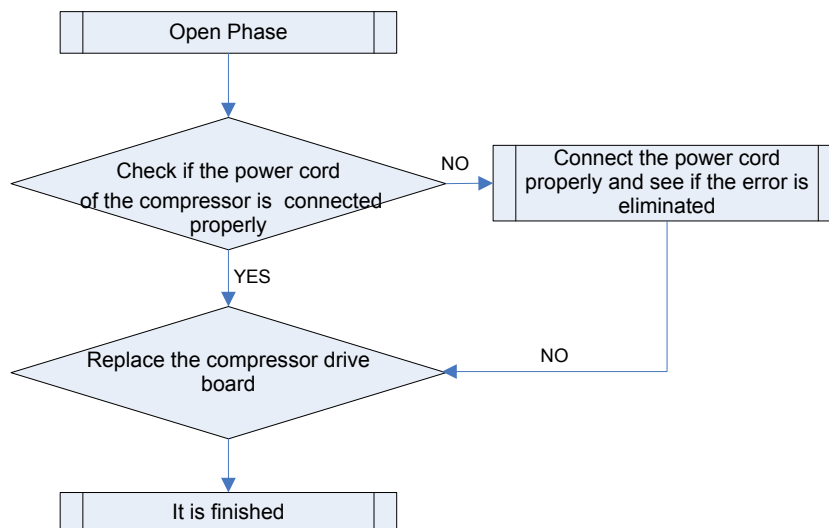 Open Phase
Check if the power cord
of the compressor is connected
properly
NO
Connect the power cord
properly and see if the error is
eliminated
YES
Replace the compressor drive
board
NO
It is finished